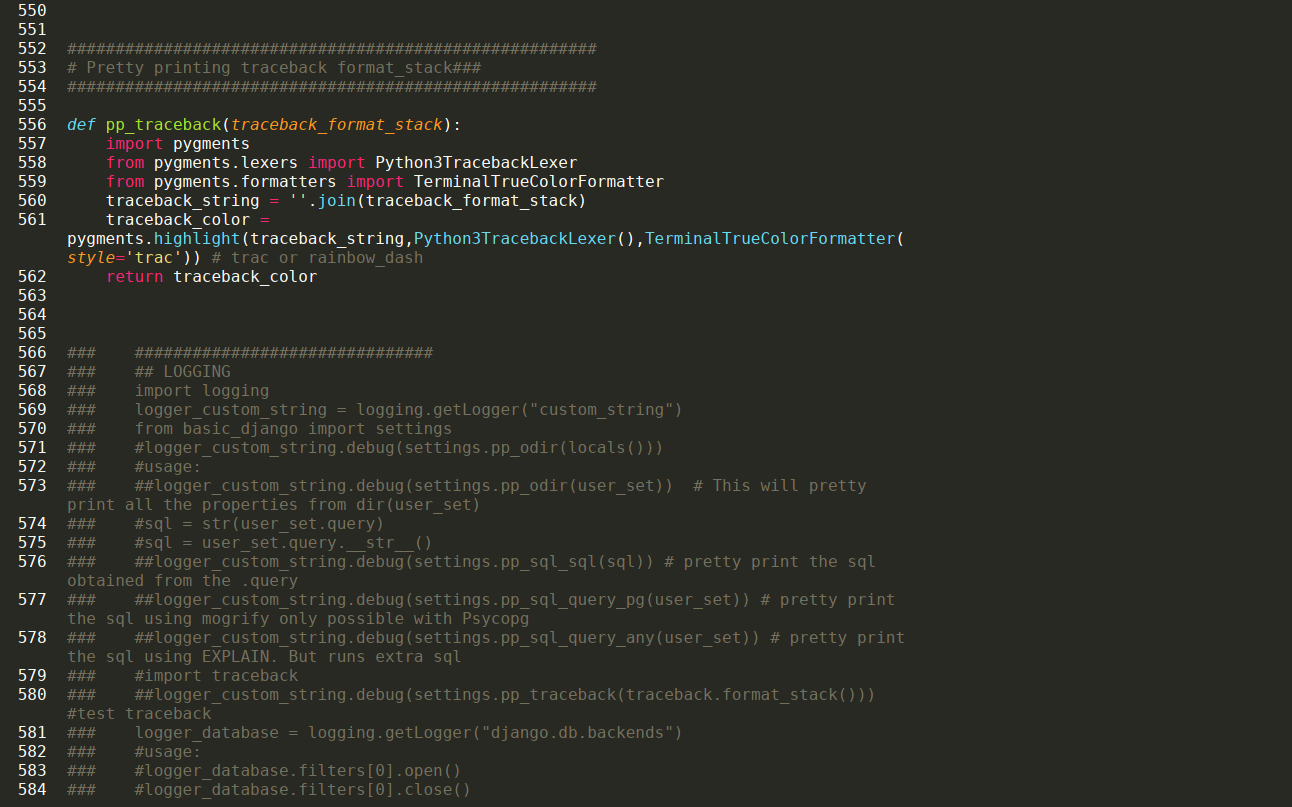 550
551
552 #######################################################
553 # Pretty printing traceback format_stack###
554 #######################################################
555
556 def pp_traceback(traceback_format_stack):
557     import pygments
558     from pygments.lexers import Python3TracebackLexer
559     from pygments.formatters import TerminalTrueColorFormatter
560     traceback_string = ''.join(traceback_format_stack)
561     traceback_color =
pygments.highlight(traceback_string,Python3TracebackLexer(),TerminalTrueColorFormatter(
style='trac')) # trac or rainbow_dash
562     return traceback_color
563
564
565
566 ###    ###############################
567 ###    ## LOGGING
568 ###    import logging
569 ###    logger_custom_string = logging.getLogger("custom_string")
570 ###    from basic_django import settings
571 ###    #logger_custom_string.debug(settings.pp_odir(locals()))
572 ###    #usage:
573 ###    ##logger_custom_string.debug(settings.pp_odir(user_set))  # This will pretty
print all the properties from dir(user_set)
574 ###    #sql = str(user_set.query)
575 ###    #sql = user_set.query.__str__()
576 ###    ##logger_custom_string.debug(settings.pp_sql_sql(sql)) # pretty print the sql
obtained from the .query
577 ###    ##logger_custom_string.debug(settings.pp_sql_query_pg(user_set)) # pretty print
the sql using mogrify only possible with Psycopg
578 ###    ##logger_custom_string.debug(settings.pp_sql_query_any(user_set)) # pretty print
the sql using EXPLAIN. But runs extra sql
579 ###    #import traceback
580 ###    ##logger_custom_string.debug(settings.pp_traceback(traceback.format_stack()))
#test traceback
581 ###    logger_database = logging.getLogger("django.db.backends")
582 ###    #usage:
583 ###    #logger_database.filters[0].open()
584 ###    #logger_database.filters[0].close()